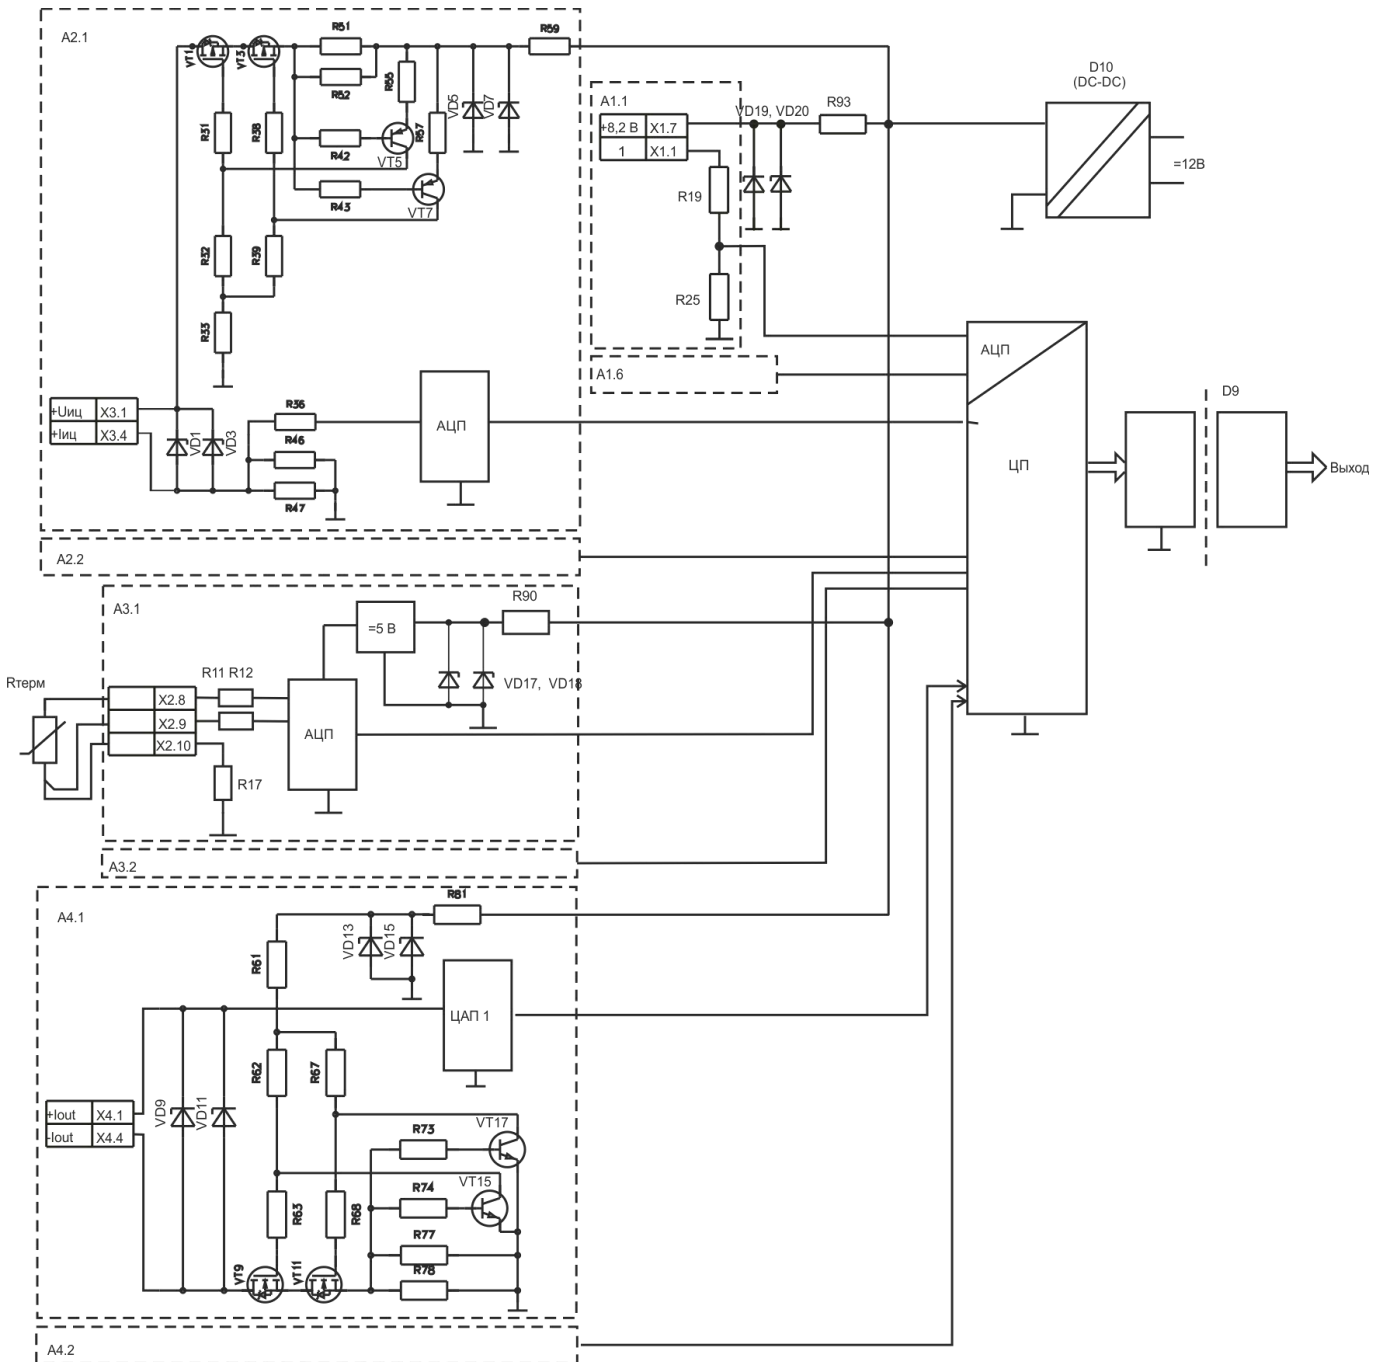 A2.1
VT1
VT3
R51
R52
R55
R59
R31
R38
R42
VT5
R57
VD5
VD7
R43
VT7
R32
R39
R33
+Uиц X3.1
+Iиц X3.4
VD1
VD3
R36
R46
R47
АЦП
A2.2
A1.1
+8,2 В X1.7
1 X1.1
VD19, VD20
R93
R19
R25
A1.6
D10
(DC-DC)
=12В
АЦП
ЦП
D9
Выход
A3.1
Rтерм
X2.8
X2.9
X2.10
R11 R12
R17
АЦП
=5 В
R90
VD17, VD18
A3.2
A4.1
R81
VD13
VD15
R61
ЦАП 1
R62
R67
+Iout X4.1
-Iout X4.4
VD9
VD11
R73
VT17
R74
VT15
R63
R68
R77
R78
VT9
VT11
A4.2